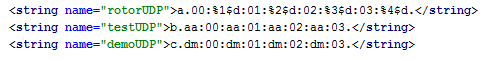 <string name="rotorUDP">a.00:%1$d:01:%2$d:02:%3$d:03:%4$d.</string>
<string name="testUDP">b.aa:00:aa:01:aa:02:aa:03.</string>
<string name="demoUDP">c.dm:00:dm:01:dm:02:dm:03.</string>